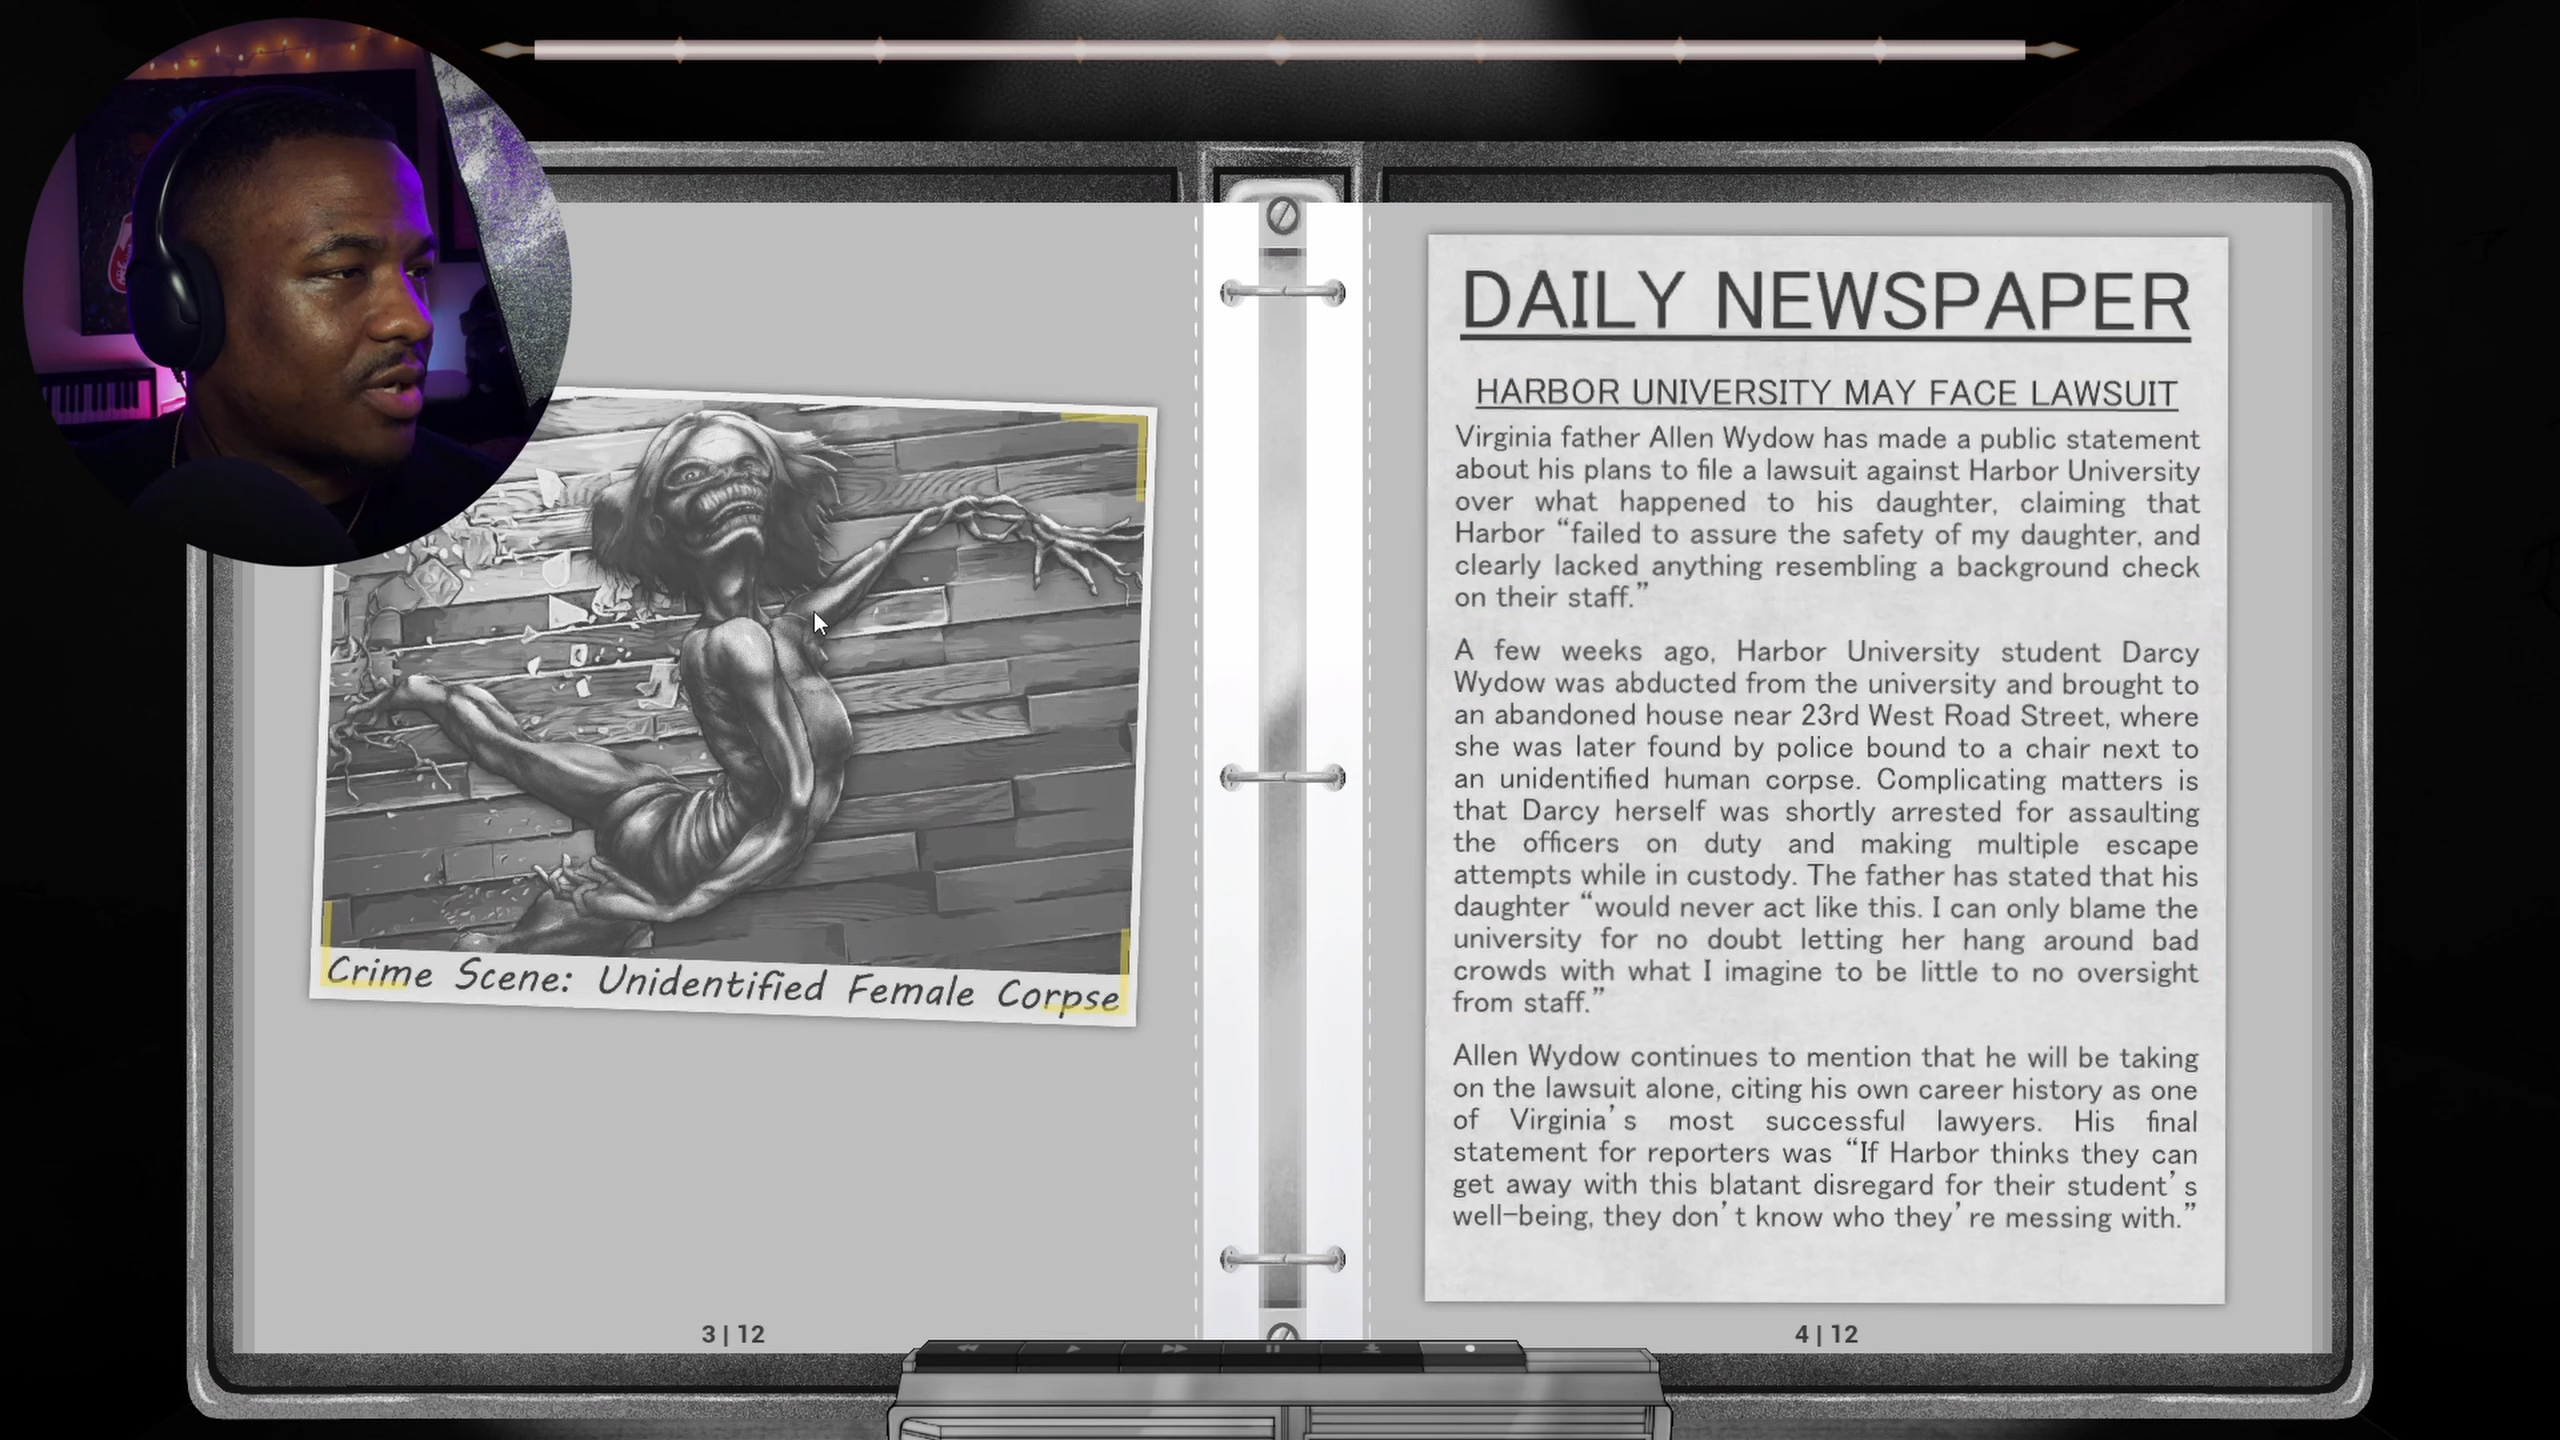 Crime Scene: Unidentified Female Corpse
3 | 12
DAILY NEWSPAPER
HARBOR UNIVERSITY MAY FACE LAWSUIT
Virginia father Allen Wydow has made a public statement
about his plans to file a lawsuit against Harbor University
over what happened to his daughter, claiming that
Harbor “failed to assure the safety of my daughter, and
clearly lacked anything resembling a background check
on their staff.”
A few weeks ago, Harbor University student Darcy
Wydow was abducted from the university and brought to
an abandoned house near 23rd West Road Street, where
she was later found by police bound to a chair next to
an unidentified human corpse. Complicating matters is
that Darcy herself was shortly arrested for assaulting
the officers on duty and making multiple escape
attempts while in custody. The father has stated that his
daughter “would never act like this. I can only blame the
university for no doubt letting her hang around bad
crowds with what I imagine to be little to no oversight
from staff.”
Allen Wydow continues to mention that he will be taking
on the lawsuit alone, citing his own career history as one
of Virginia’s most successful lawyers. His final
statement for reporters was “If Harbor thinks they can
get away with this blatant disregard for their student’s
well-being, they don’t know who they’re messing with.”
4 | 12